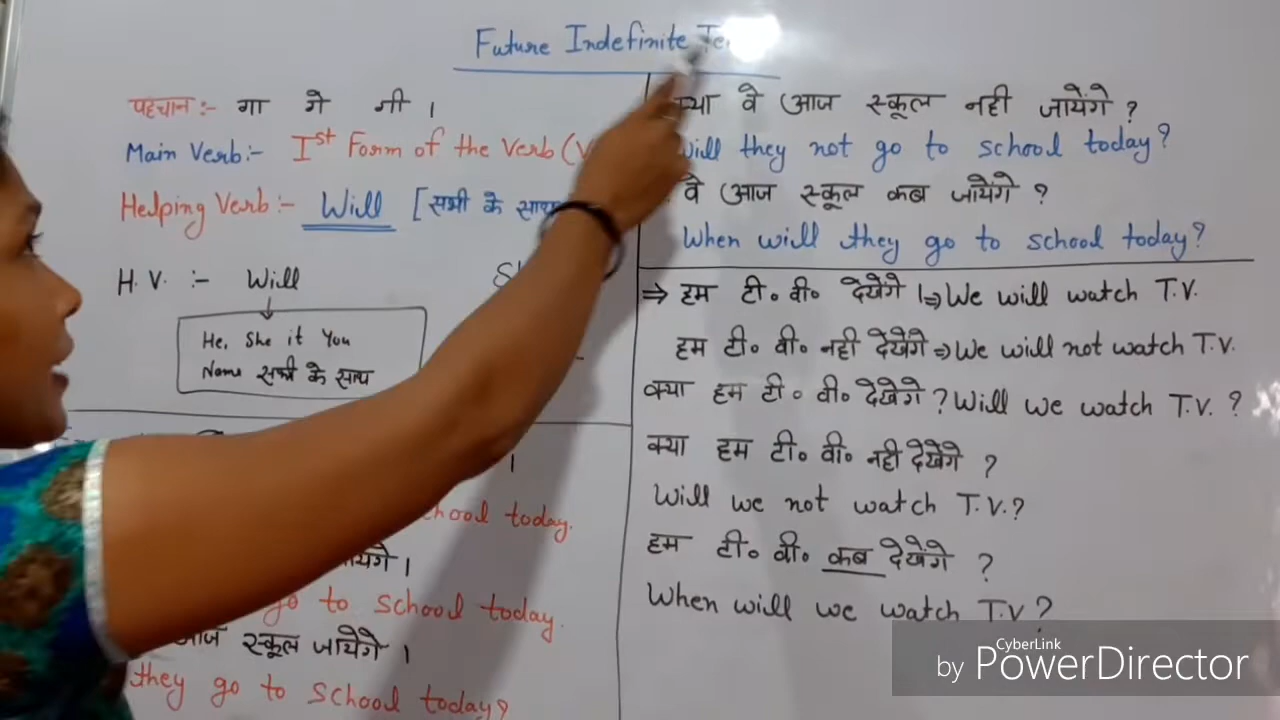 Future Indefinite Te
पहचान :- गा गे गी ।
Main Verb:- Ist Form of the Verb (V
Helping Verb:- Will [सभी के साथ
H.V. :- Will
He, She it You
Name सभी के साथ
school today.
।
go to school today.
आज स्कूल जायेंगे ।
they go to school today?
क्या वे आज स्कूल नही जायेंगे ?
Will they not go to school today?
वे आज स्कूल कब जायेंगे ?
When will they go to school today?
⇒ हम टी० वी० देखेंगे । ⇒ We will watch T.V.
हम टी० वी० नही देखेंगे ⇒ We will not watch T.V.
क्या हम टी० वी० देखेंगे ? Will we watch T.V. ?
क्या हम टी० वी० नही देखेंगे ?
Will we not watch T.V.?
हम टी० वी० कब देखेंगे ?
When will we watch T.V?
CyberLink
by PowerDirector